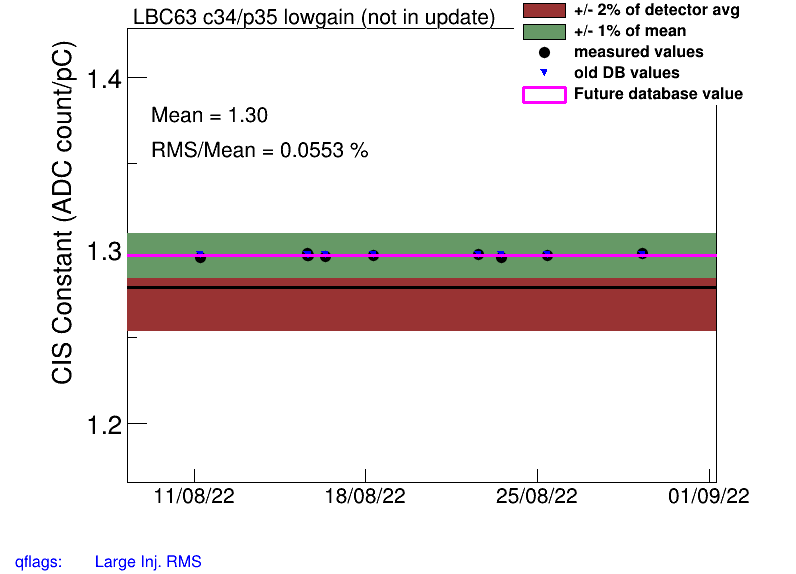 LBC63 c34/p35 lowgain (not in update)
+/- 2% of detector avg
+/- 1% of mean
measured values
old DB values
Future database value
Mean = 1.30
RMS/Mean = 0.0553 %
CIS Constant (ADC count/pC)
1.4
1.3
1.2
11/08/22 18/08/22 25/08/22 01/09/22
qflags: Large Inj. RMS